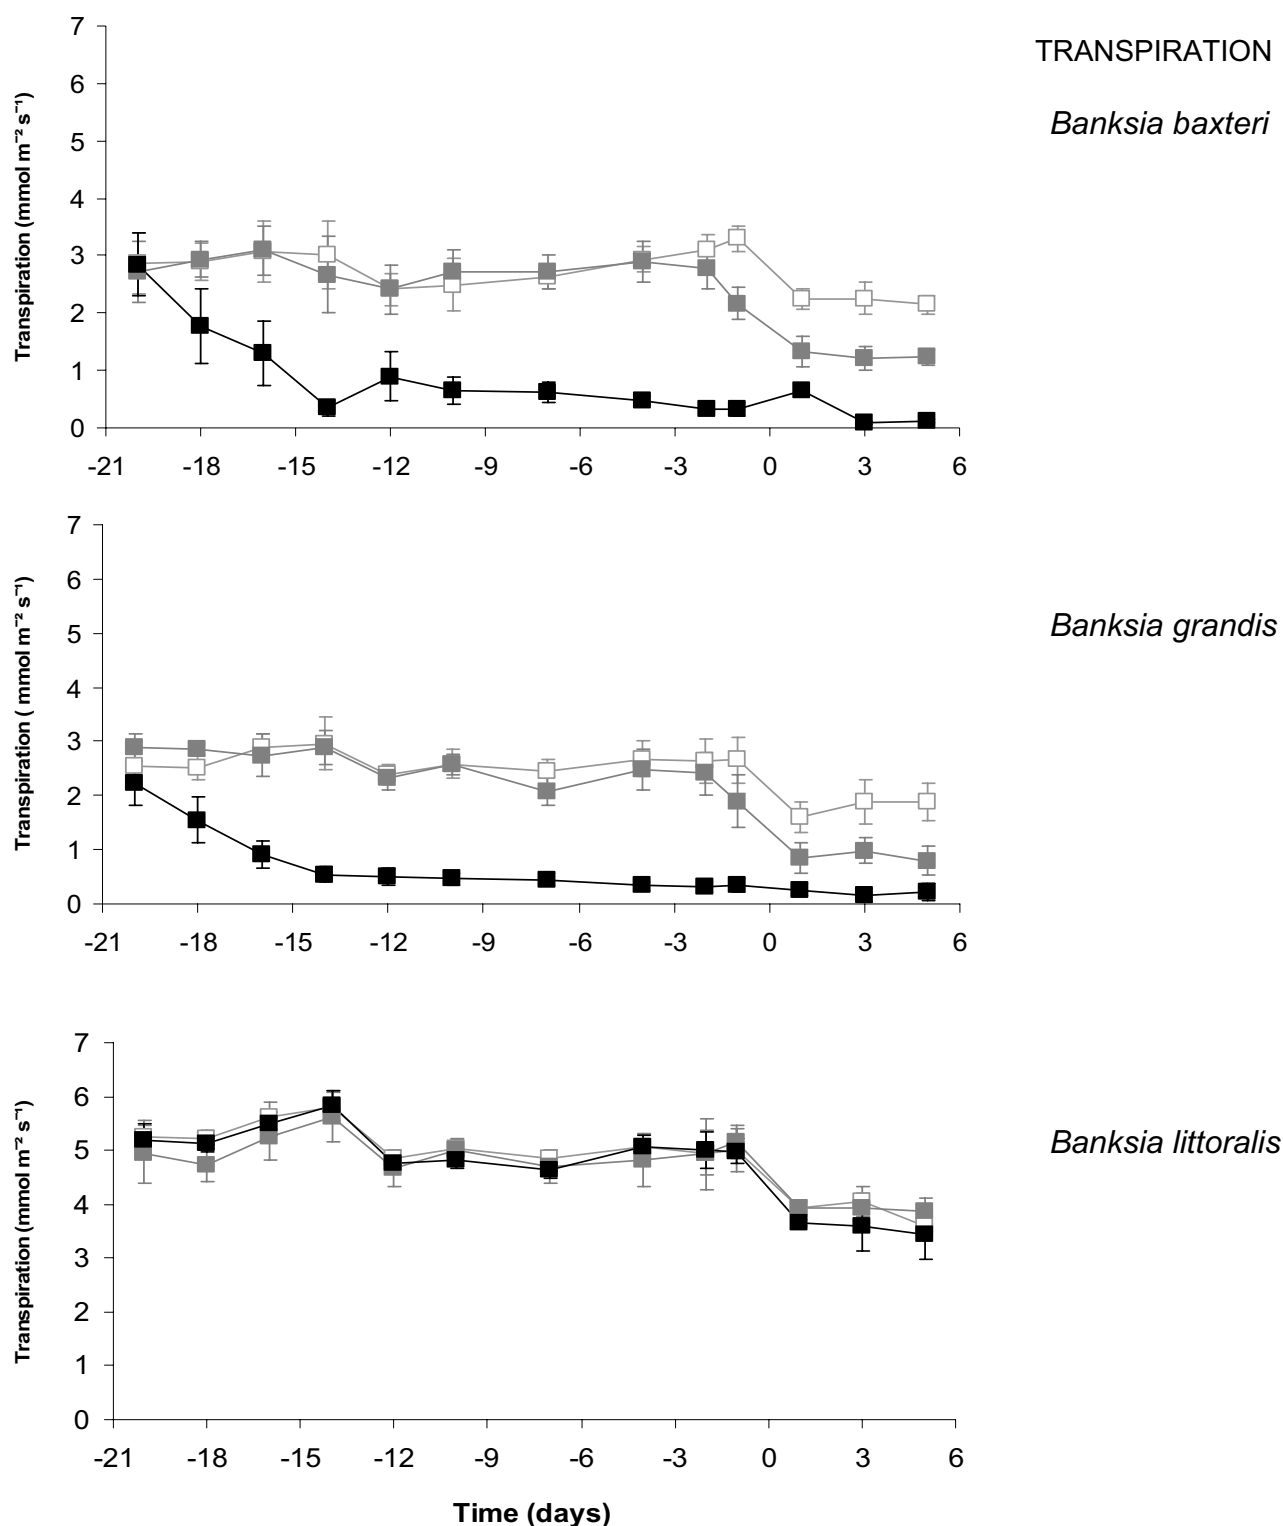 TRANSPIRATION
Banksia baxteri
Transpiration (mmol m⁻² s⁻¹)
7
6
5
4
3
2
1
0
-21 -18 -15 -12 -9 -6 -3 0 3 6
Banksia grandis
Transpiration ( mmol m⁻² s⁻¹)
7
6
5
4
3
2
1
0
-21 -18 -15 -12 -9 -6 -3 0 3 6
Banksia littoralis
Transpiration (mmol m⁻² s⁻¹)
7
6
5
4
3
2
1
0
-21 -18 -15 -12 -9 -6 -3 0 3 6
Time (days)